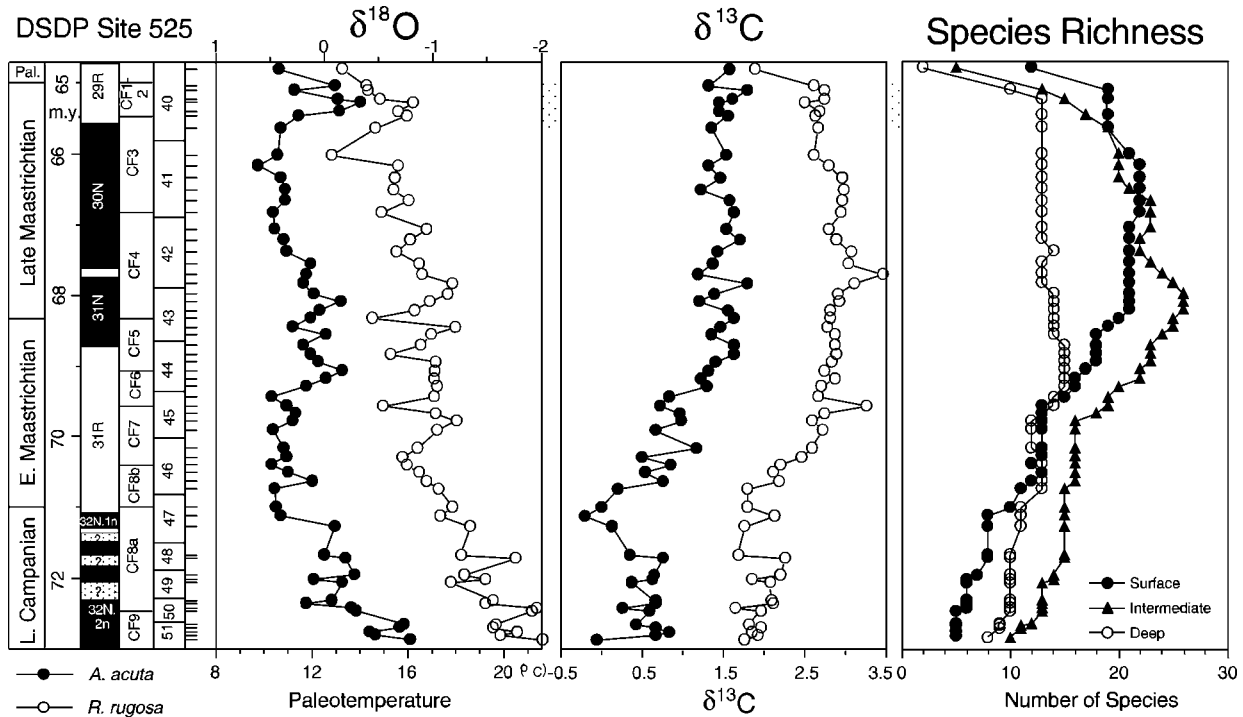 DSDP Site 525
δ18O
δ13C
Species Richness
1 0 -1 -2
Pal.
Late Maastrichtian
E. Maastrichtian
L. Campanian
65
m.y.
66
68
70
72
29R
30N
31N
31R
32N.1n
?
?
?
32N.
2n
CF1-
2
CF3
CF4
CF5
CF6
CF7
CF8b
CF8a
CF9
40
41
42
43
44
45
46
47
48
49
50
51
Surface
Intermediate
Deep
8 12 16 20 (°C)
-0.5 0.5 1.5 2.5 3.5
0 10 20 30
A. acuta
R. rugosa
Paleotemperature
δ13C
Number of Species